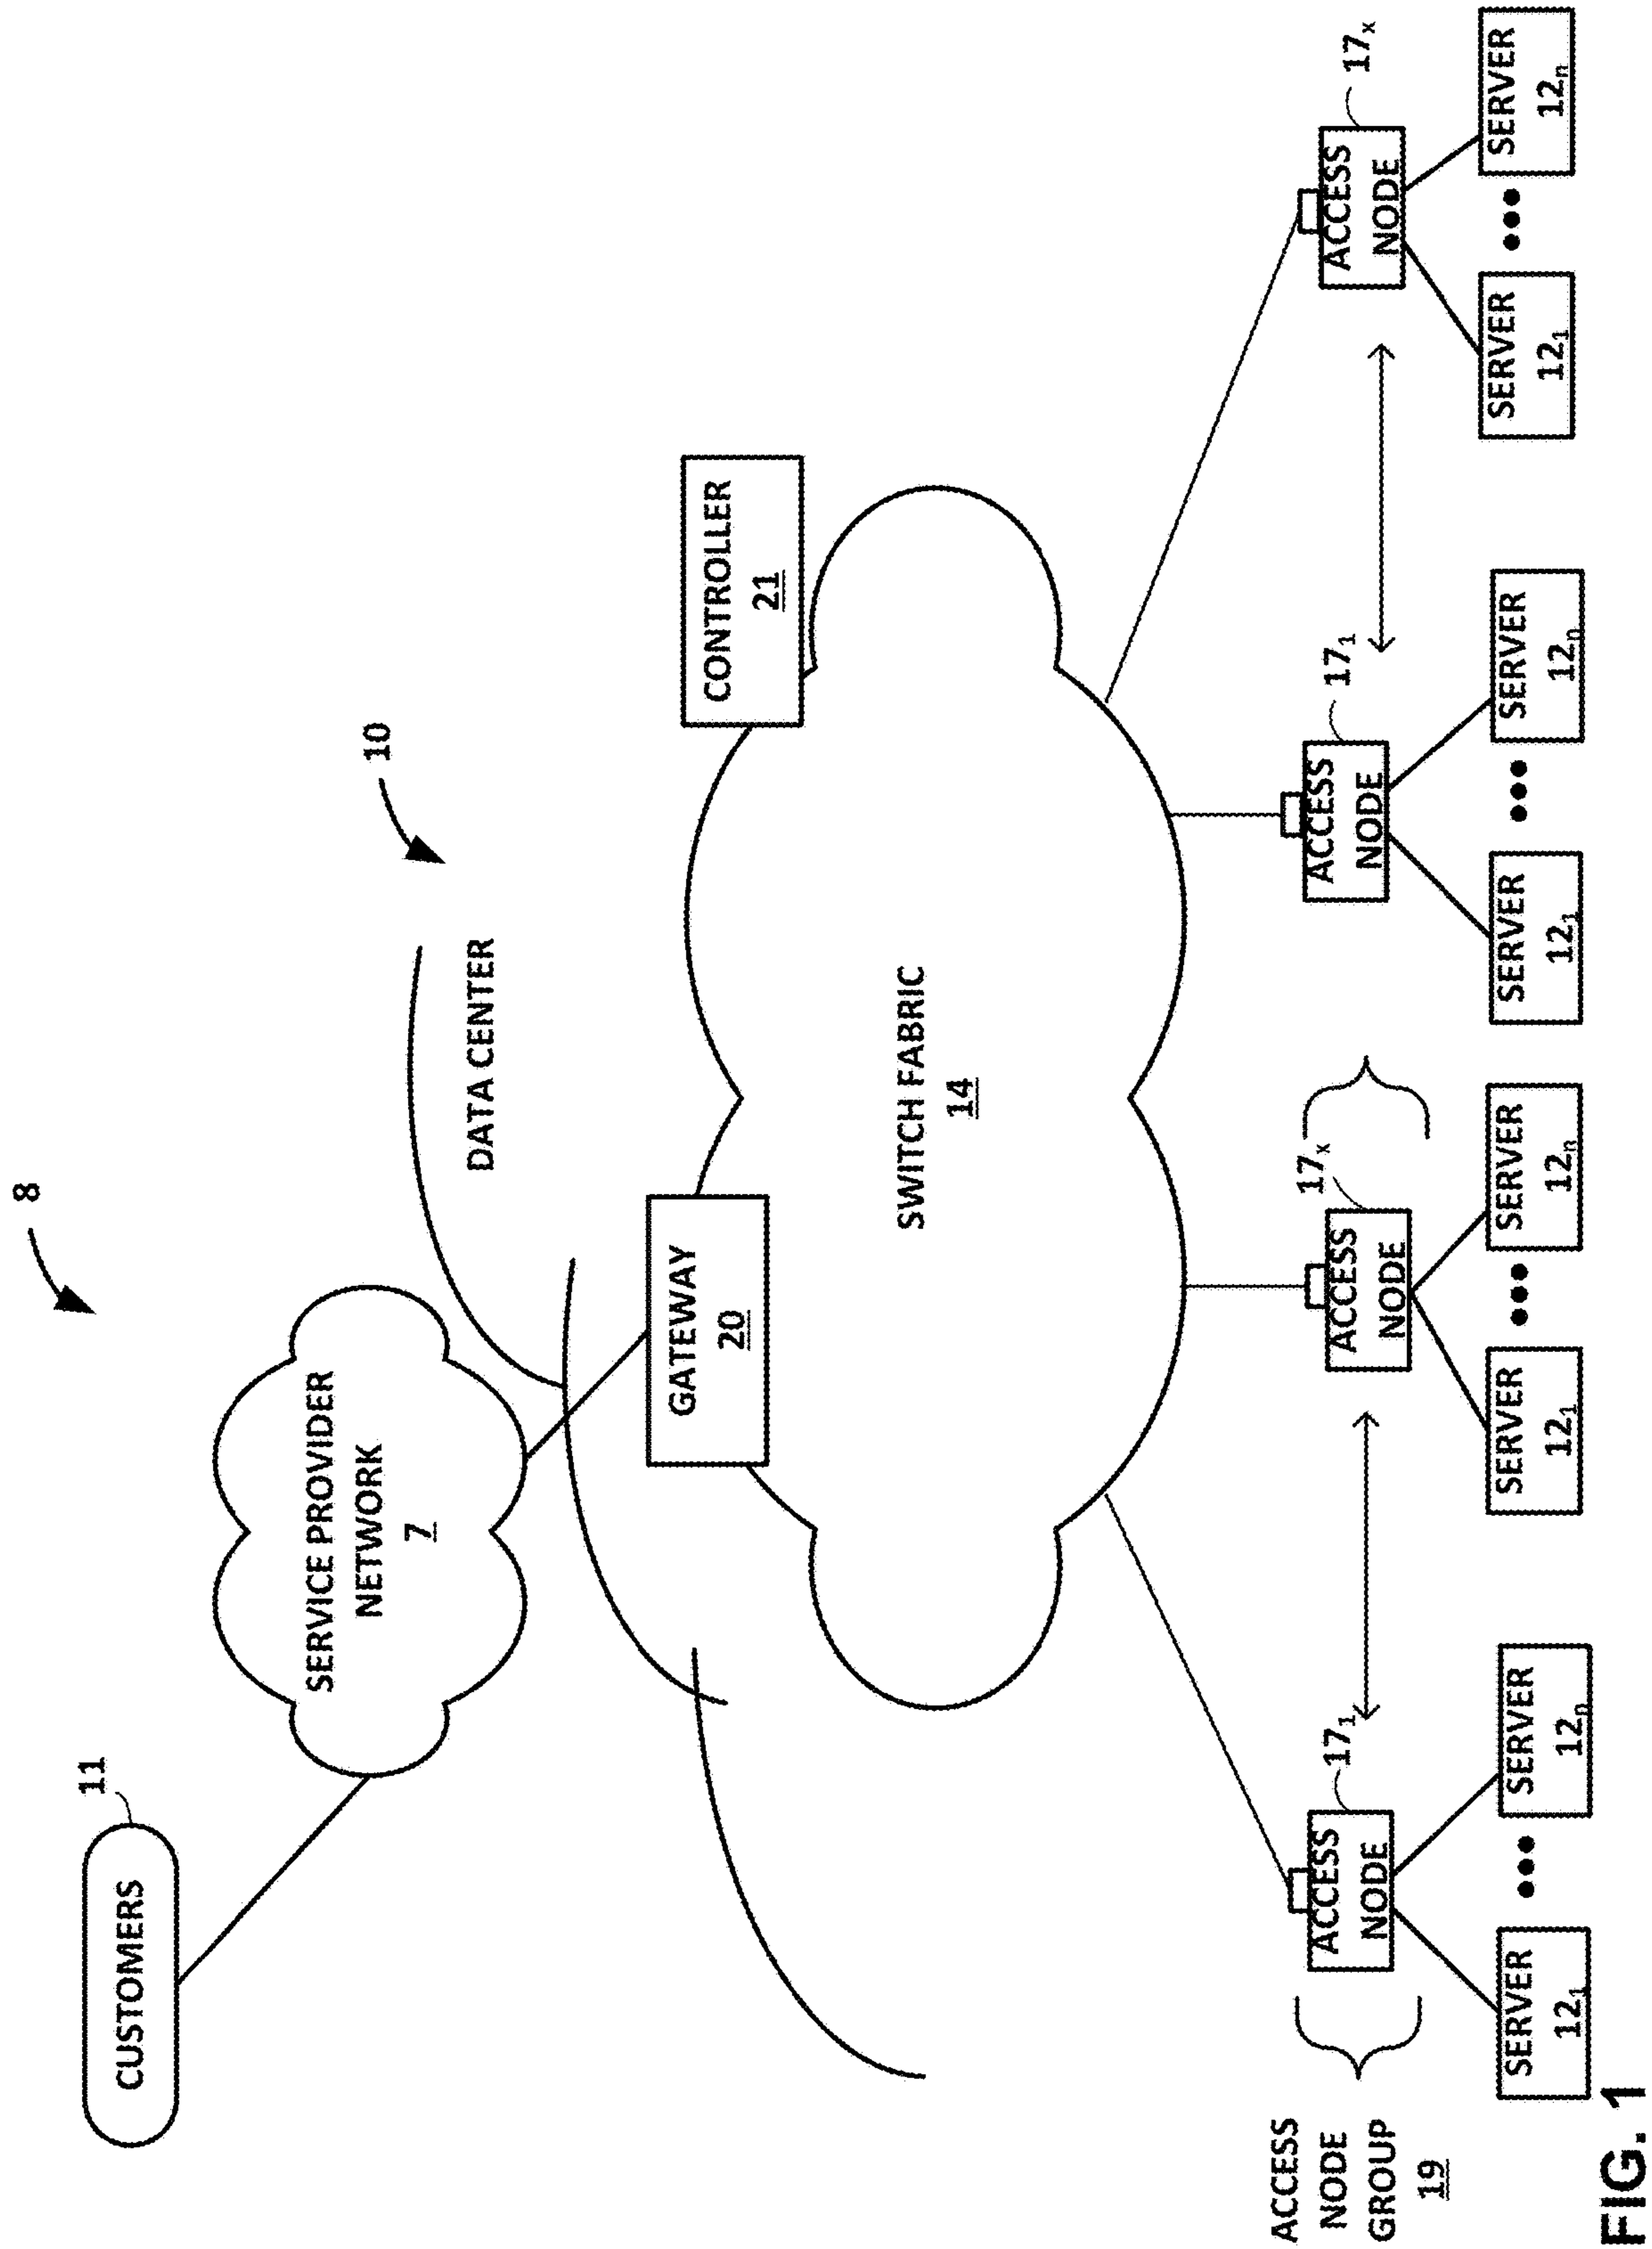 8
CUSTOMERS
11
SERVICE PROVIDER
NETWORK
7
10
DATA CENTER
GATEWAY
20
CONTROLLER
21
SWITCH FABRIC
14
ACCESS
NODE
GROUP
19
ACCESS
NODE
17₁
ACCESS
NODE
17ₓ
ACCESS
NODE
17₁
ACCESS
NODE
17ₓ
SERVER
12₁
•••
SERVER
12ₙ
SERVER
12₁
•••
SERVER
12ₙ
SERVER
12₁
•••
SERVER
12ₙ
SERVER
12₁
•••
SERVER
12ₙ
FIG. 1